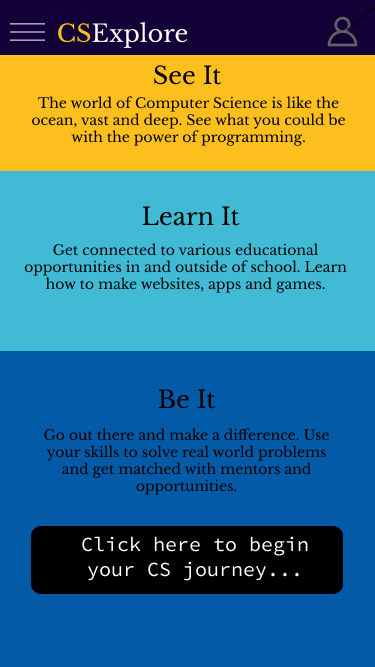 CSExplore
See It
The world of Computer Science is like the
ocean, vast and deep. See what you could be
with the power of programming.
Learn It
Get connected to various educational
opportunities in and outside of school. Learn
how to make websites, apps and games.
Be It
Go out there and make a difference. Use
your skills to solve real world problems
and get matched with mentors and
opportunities.
Click here to begin
your CS journey...